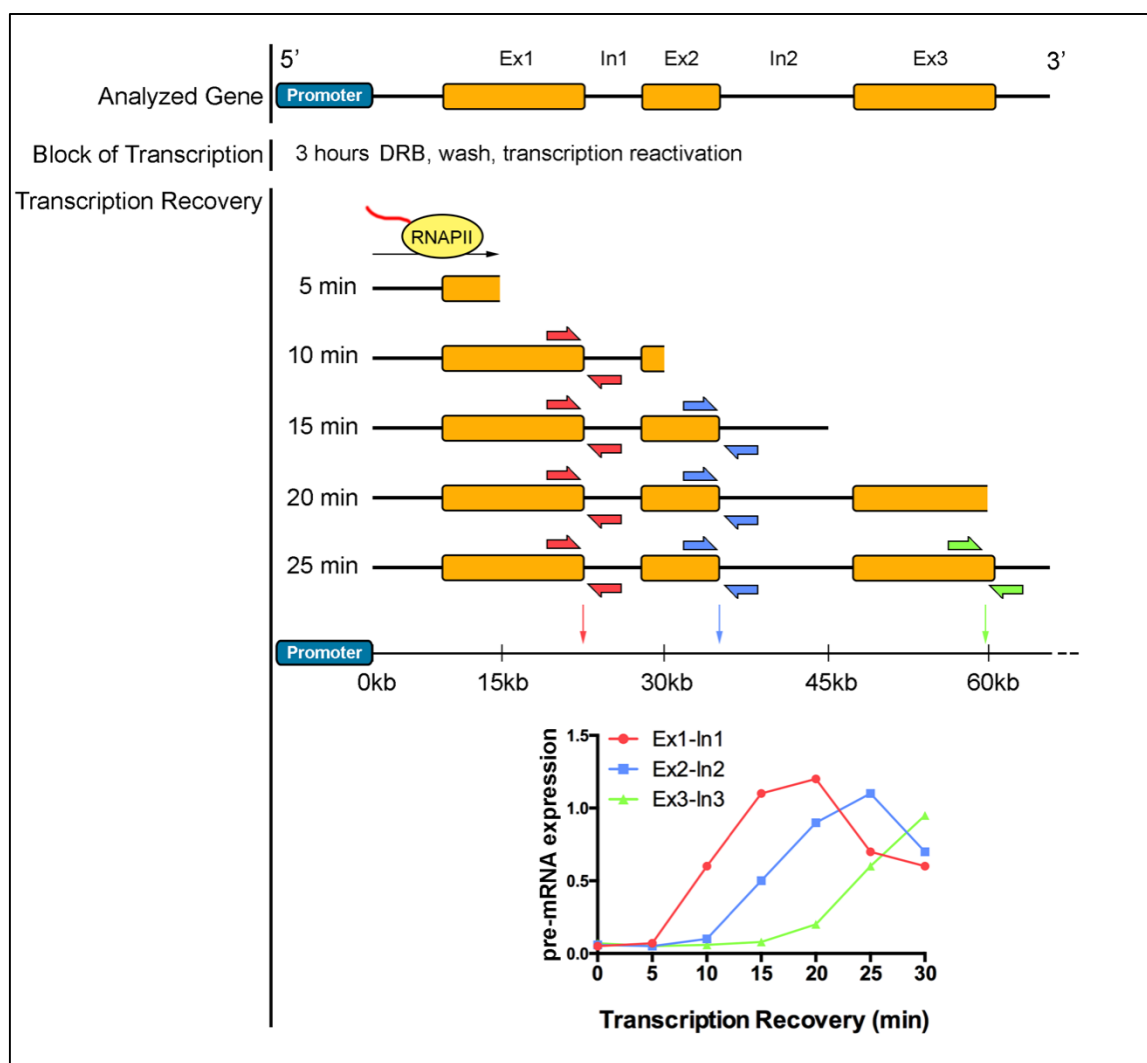 5’ Ex1 In1 Ex2 In2 Ex3 3’
Analyzed Gene Promoter
Block of Transcription 3 hours DRB, wash, transcription reactivation
Transcription Recovery
RNAPII
5 min
10 min
15 min
20 min
25 min
Promoter
0kb 15kb 30kb 45kb 60kb
pre-mRNA expression
1.5
1.0
0.5
0.0
Ex1-In1
Ex2-In2
Ex3-In3
0 5 10 15 20 25 30
Transcription Recovery (min)